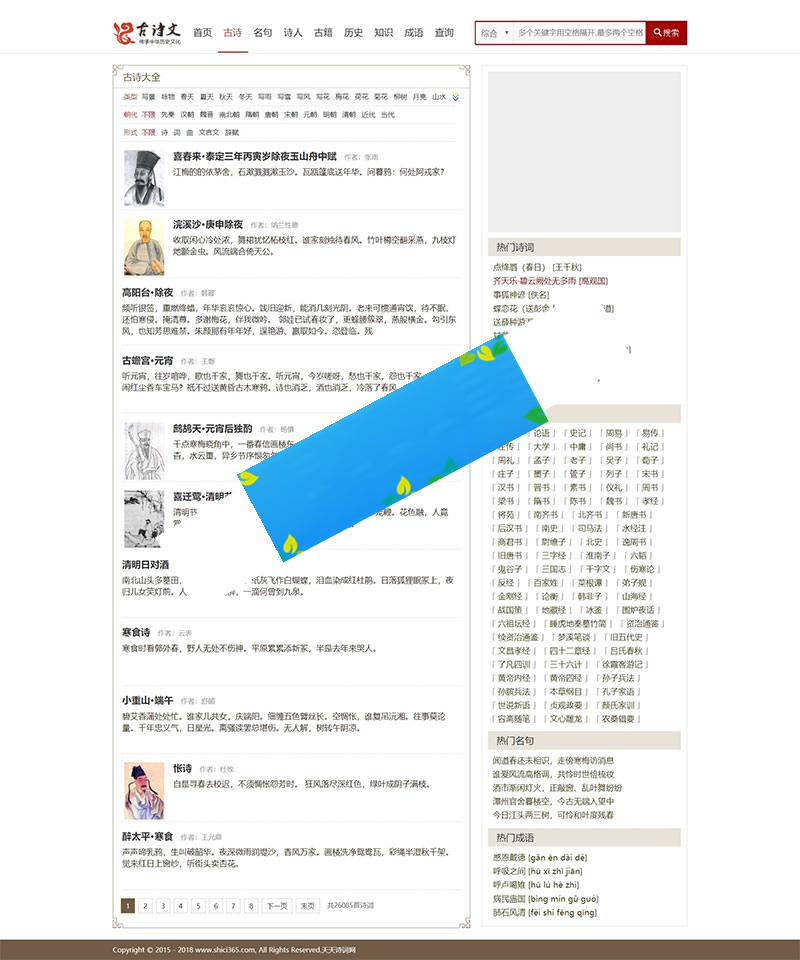 古诗文
传承中华历史文化
首页 古诗 名句 诗人 古籍 历史 知识 成语 查询
综合 多个关键字用空格隔开,最多两个空格 搜索
古诗大全
类型 写景 咏物 春天 夏天 秋天 冬天 写雨 写雪 写风 写花 梅花 荷花 菊花 柳树 月亮 山水
朝代 不限 先秦 汉朝 魏晋 南北朝 隋朝 唐朝 宋朝 元朝 明朝 清朝 近代 当代
形式 不限 诗 词 曲 文言文 辞赋
喜春来•泰定三年丙寅岁除夜玉山舟中赋 作者：张雨
江梅的的依茅舍，石濑溅溅漱玉沙。瓦瓯篷底送年华。问暮鸦：何处阿戎家？
浣溪沙•庚申除夜 作者：纳兰性德
收取闲心冷处浓，舞裙犹忆柘枝红。谁家刻烛待春风。竹叶樽空翻采燕，九枝灯
灺颤金虫。风流端合倚天公。
高阳台•除夜 作者：韩疁
频听银签，重燃绛蜡，年华衮衮惊心。饯旧迎新，能消几刻光阴。老来可惯通宵饮，待不眠、
还怕寒侵。掩清尊。多谢梅花，伴我微吟。 邻娃已试春妆了，更蜂腰簇翠，燕股横金。勾引东
风，也知芳思难禁。朱颜那有年年好，逞艳游、赢取如今。恣登临。残
古蟾宫•元宵 作者：王磐
听元宵，往岁喧哗，歌也千家，舞也千家。听元宵，今岁嗟呀，愁也千家，怨也千家。
闹红尘香车宝马？祇不过送黄昏古木寒鸦。诗也消乏，酒也消乏，冷落了春风
鹧鸪天•元宵后独酌 作者：杨慎
千点寒梅晓角中，一番春信画楼东
杳，水云重，异乡节序恨匆匆
喜迁莺•清明节
清明节
花色融，人竟
清明日对酒
南北山头多墓田，
纸灰飞作白蝴蝶，泪血染成红杜鹃。日落狐狸眠冢上，夜
归儿女笑灯前。人
一滴何曾到九泉。
寒食诗 作者：云表
寒食时看郭外春，野人无处不伤神。平原累累添新冢，半是去年来哭人。
小重山•端午 作者：舒頔
碧艾香蒲处处忙。谁家儿共女，庆端阳。细缠五色臂丝长。空惆怅，谁复吊沅湘。往事莫论
量。千年忠义气，日星光。离骚读罢总堪伤。无人解，树转午阴凉。
怅诗 作者：杜牧
自是寻春去校迟，不须惆怅怨芳时。 狂风落尽深红色，绿叶成阴子满枝。
醉太平•寒食 作者：王元鼎
声声啼乳鸦，生叫破韶华。夜深微雨润堤沙，香风万家。画楼洗净鸳鸯瓦，彩绳半湿秋千架。
觉来红日上窗纱，听街头卖杏花。
1 2 3 4 5 6 7 8 下一页 末页 共26085首诗词
热门诗词
点绛唇（春日） [王千秋]
齐天乐·碧云阙处无多雨 [高观国]
事狐神谚 [佚名]
蝶恋花（送彭舍
道]
送薛种游
「论语」 「史记」 「周易」 「易传」
左传」 「大学」 「中庸」 「尚书」 「礼记」
「周礼」 「孟子」 「老子」 「吴子」 「荀子」
「庄子」 「墨子」 「管子」 「列子」 「宋书」
「汉书」 「晋书」 「素书」 「仪礼」 「周书」
「梁书」 「隋书」 「陈书」 「魏书」 「孝经」
「将苑」 「南齐书」 「北齐书」 「新唐书」
「后汉书」 「南史」 「司马法」 「水经注」
「商君书」 「尉缭子」 「北史」 「逸周书」
「旧唐书」 「三字经」 「淮南子」 「六韬」
「鬼谷子」 「三国志」 「千字文」 「伤寒论」
「反经」 「百家姓」 「菜根谭」 「弟子规」
「金刚经」 「论衡」 「韩非子」 「山海经」
「战国策」 「地藏经」 「冰鉴」 「围炉夜话」
「六祖坛经」 「睡虎地秦墓竹简」 「资治通鉴」
「续资治通鉴」 「梦溪笔谈」 「旧五代史」
「文昌孝经」 「四十二章经」 「吕氏春秋」
「了凡四训」 「三十六计」 「徐霞客游记」
「黄帝内经」 「黄帝四经」 「孙子兵法」
「孙膑兵法」 「本草纲目」 「孔子家语」
「世说新语」 「贞观政要」 「颜氏家训」
「容斋随笔」 「文心雕龙」 「农桑辑要」
热门名句
闻道春还未相识，走傍寒梅访消息
谁爱风流高格调，共怜时世俭梳妆
酒市渐闲灯火，正敲窗、乱叶舞纷纷
潭州官舍暮楼空，今古无端入望中
今日江头两三树，可怜和叶度残春
热门成语
感恩戴德 [gǎn ēn dài dé]
呼吸之间 [hū xī zhī jiān]
呼卢喝雉 [hū lú hè zhì]
病民蛊国 [bìng mín gǔ guó]
肺石风清 [fèi shí fēng qīng]
Copyright © 2015 - 2018 www.shici365.com, All Rights Reserved.天天诗词网